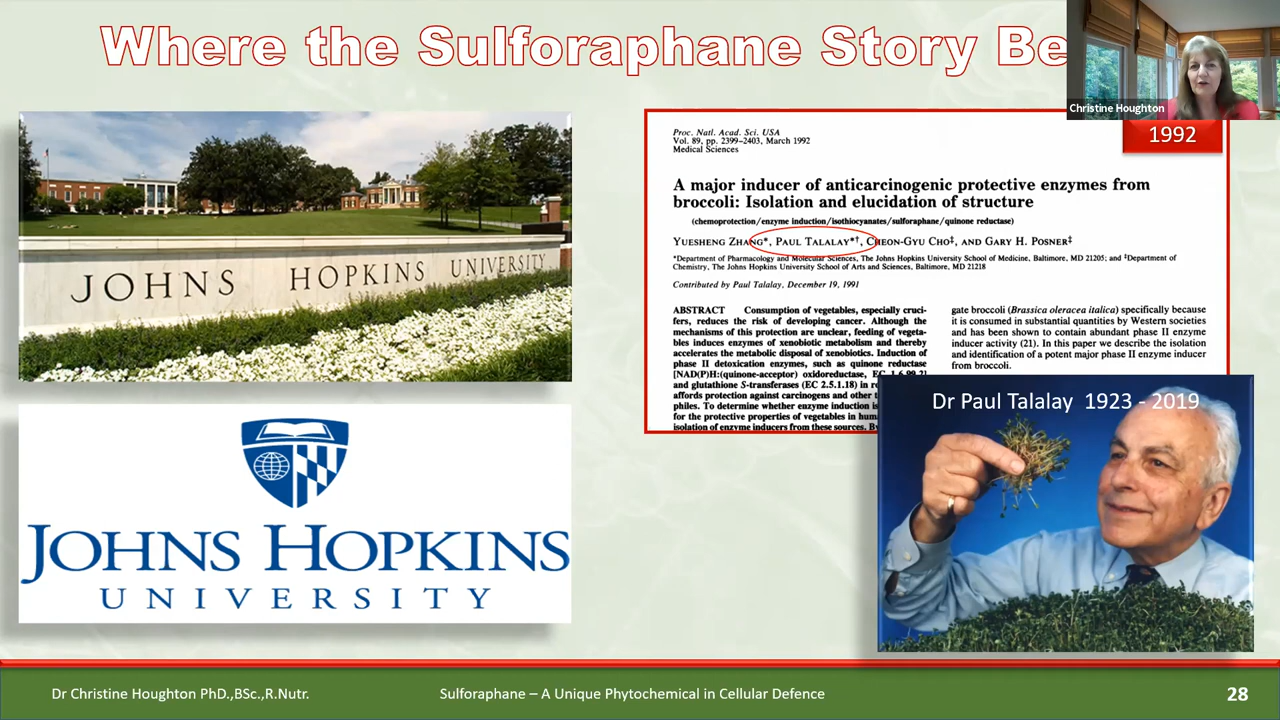 Where the Sulforaphane Story Be
Christine Houghton
JOHNS HOPKINS UNIVERSITY
1992
Proc. Natl. Acad. Sci. USA
Vol. 89, pp. 2399-2403, March 1992
Medical Sciences
A major inducer of anticarcinogenic protective enzymes from
broccoli: Isolation and elucidation of structure
(chemoprotection/enzyme induction/isothiocyanates/sulforaphane/quinone reductase)
YUESHENG ZHANG*, PAUL TALALAY*†, CHEON-GYU CHO‡, AND GARY H. POSNER‡
*Department of Pharmacology and Molecular Sciences, The Johns Hopkins University School of Medicine, Baltimore, MD 21205; and ‡Department of
Chemistry, The Johns Hopkins University School of Arts and Sciences, Baltimore, MD 21218
Contributed by Paul Talalay, December 19, 1991
ABSTRACT Consumption of vegetables, especially cruci-
fers, reduces the risk of developing cancer. Although the
mechanisms of this protection are unclear, feeding of vegeta-
bles induces enzymes of xenobiotic metabolism and thereby
accelerates the metabolic disposal of xenobiotics. Induction of
phase II detoxication enzymes, such as quinone reductase
[NAD(P)H:(quinone-acceptor) oxidoreductase, EC 1.6.99.2]
and glutathione S-transferases (EC 2.5.1.18) in
affords protection against carcinogens and other
philes. To determine whether enzyme induction is
for the protective properties of vegetables in
isolation of enzyme inducers from these sources.
gate broccoli (Brassica oleracea italica) specifically because
it is consumed in substantial quantities by Western societies
and has been shown to contain abundant phase II enzyme
inducer activity (21). In this paper we describe the isolation
and identification of a potent major phase II enzyme inducer
from broccoli.
Dr Paul Talalay 1923 - 2019
JOHNS HOPKINS
UNIVERSITY
Dr Christine Houghton PhD.,BSc.,R.Nutr.
Sulforaphane – A Unique Phytochemical in Cellular Defence
28